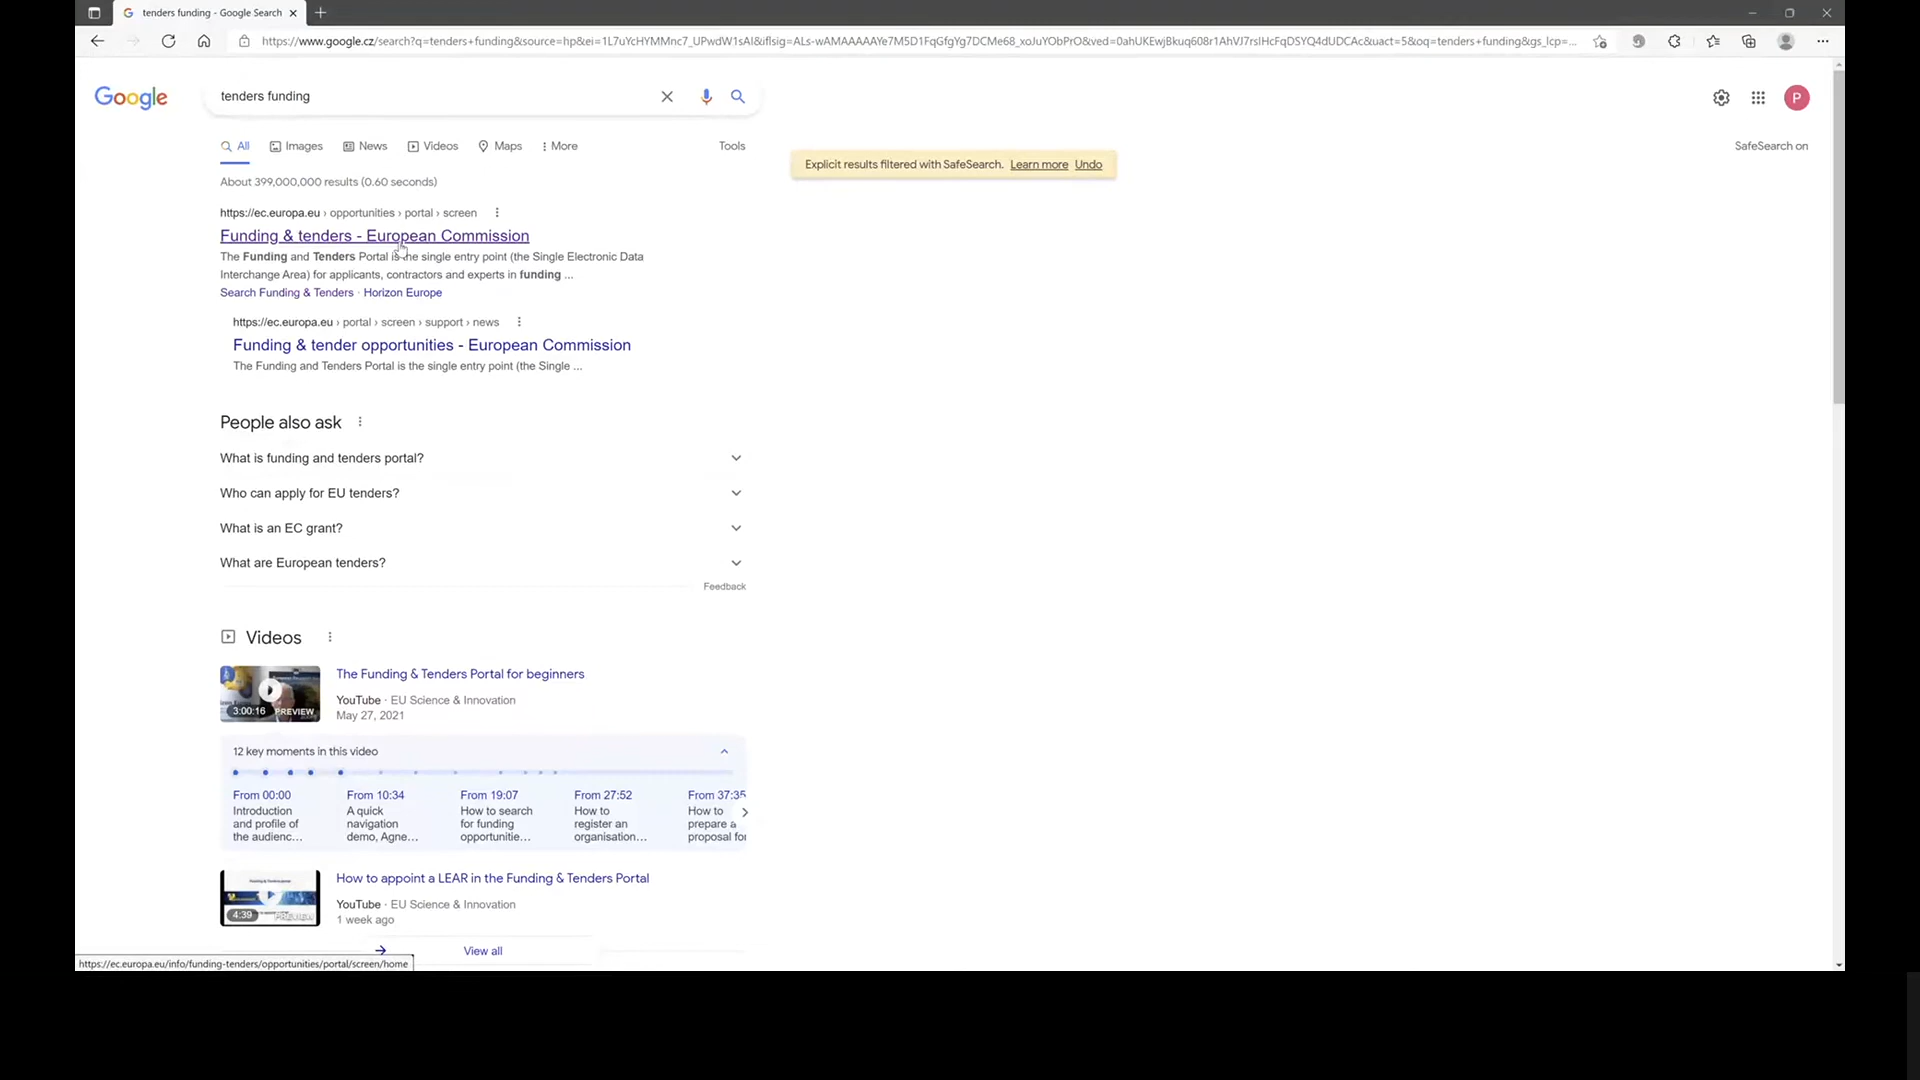 tenders funding - Google Search
https://www.google.cz/search?q=tenders+funding&source=hp&ei=1L7uYcHYMMnc7_UPwdW1sAI&iflsig=ALs-wAMAAAAAYe7M5D1FqGfgYg7DCMe68_xoJuYObPrO&ved=0ahUKEwjBkuq608r1AhVJ7rsIHcFqDSYQ4dUDCAc&uact=5&oq=tenders+funding&gs_lcp=...
Google
tenders funding
P
All Images News Videos Maps More Tools
SafeSearch on
Explicit results filtered with SafeSearch. Learn more Undo
About 399,000,000 results (0.60 seconds)
https://ec.europa.eu › opportunities › portal › screen
Funding & tenders - European Commission
The Funding and Tenders Portal is the single entry point (the Single Electronic Data
Interchange Area) for applicants, contractors and experts in funding ...
Search Funding & Tenders · Horizon Europe
https://ec.europa.eu › portal › screen › support › news
Funding & tender opportunities - European Commission
The Funding and Tenders Portal is the single entry point (the Single ...
People also ask
What is funding and tenders portal?
Who can apply for EU tenders?
What is an EC grant?
What are European tenders?
Feedback
Videos
The Funding & Tenders Portal for beginners
YouTube · EU Science & Innovation
May 27, 2021
3:00:16 PREVIEW
12 key moments in this video
From 00:00
Introduction
and profile of
the audienc...
From 10:34
A quick
navigation
demo, Agne...
From 19:07
How to search
for funding
opportunitie...
From 27:52
How to
register an
organisation...
From 37:35
How to
prepare a
proposal for
How to appoint a LEAR in the Funding & Tenders Portal
YouTube · EU Science & Innovation
1 week ago
4:39 PREVIEW
View all
https://ec.europa.eu/info/funding-tenders/opportunities/portal/screen/home